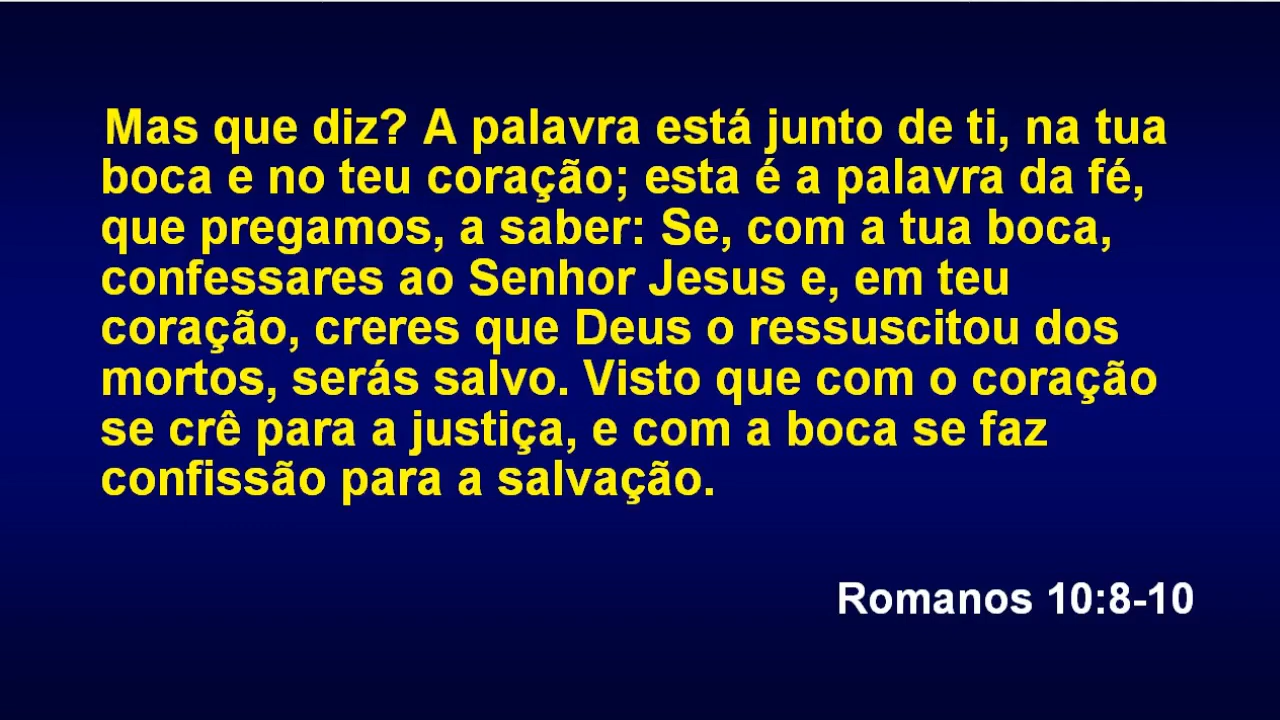 Mas que diz? A palavra está junto de ti, na tua
boca e no teu coração; esta é a palavra da fé,
que pregamos, a saber: Se, com a tua boca,
confessares ao Senhor Jesus e, em teu
coração, creres que Deus o ressuscitou dos
mortos, serás salvo. Visto que com o coração
se crê para a justiça, e com a boca se faz
confissão para a salvação.
Romanos 10:8-10